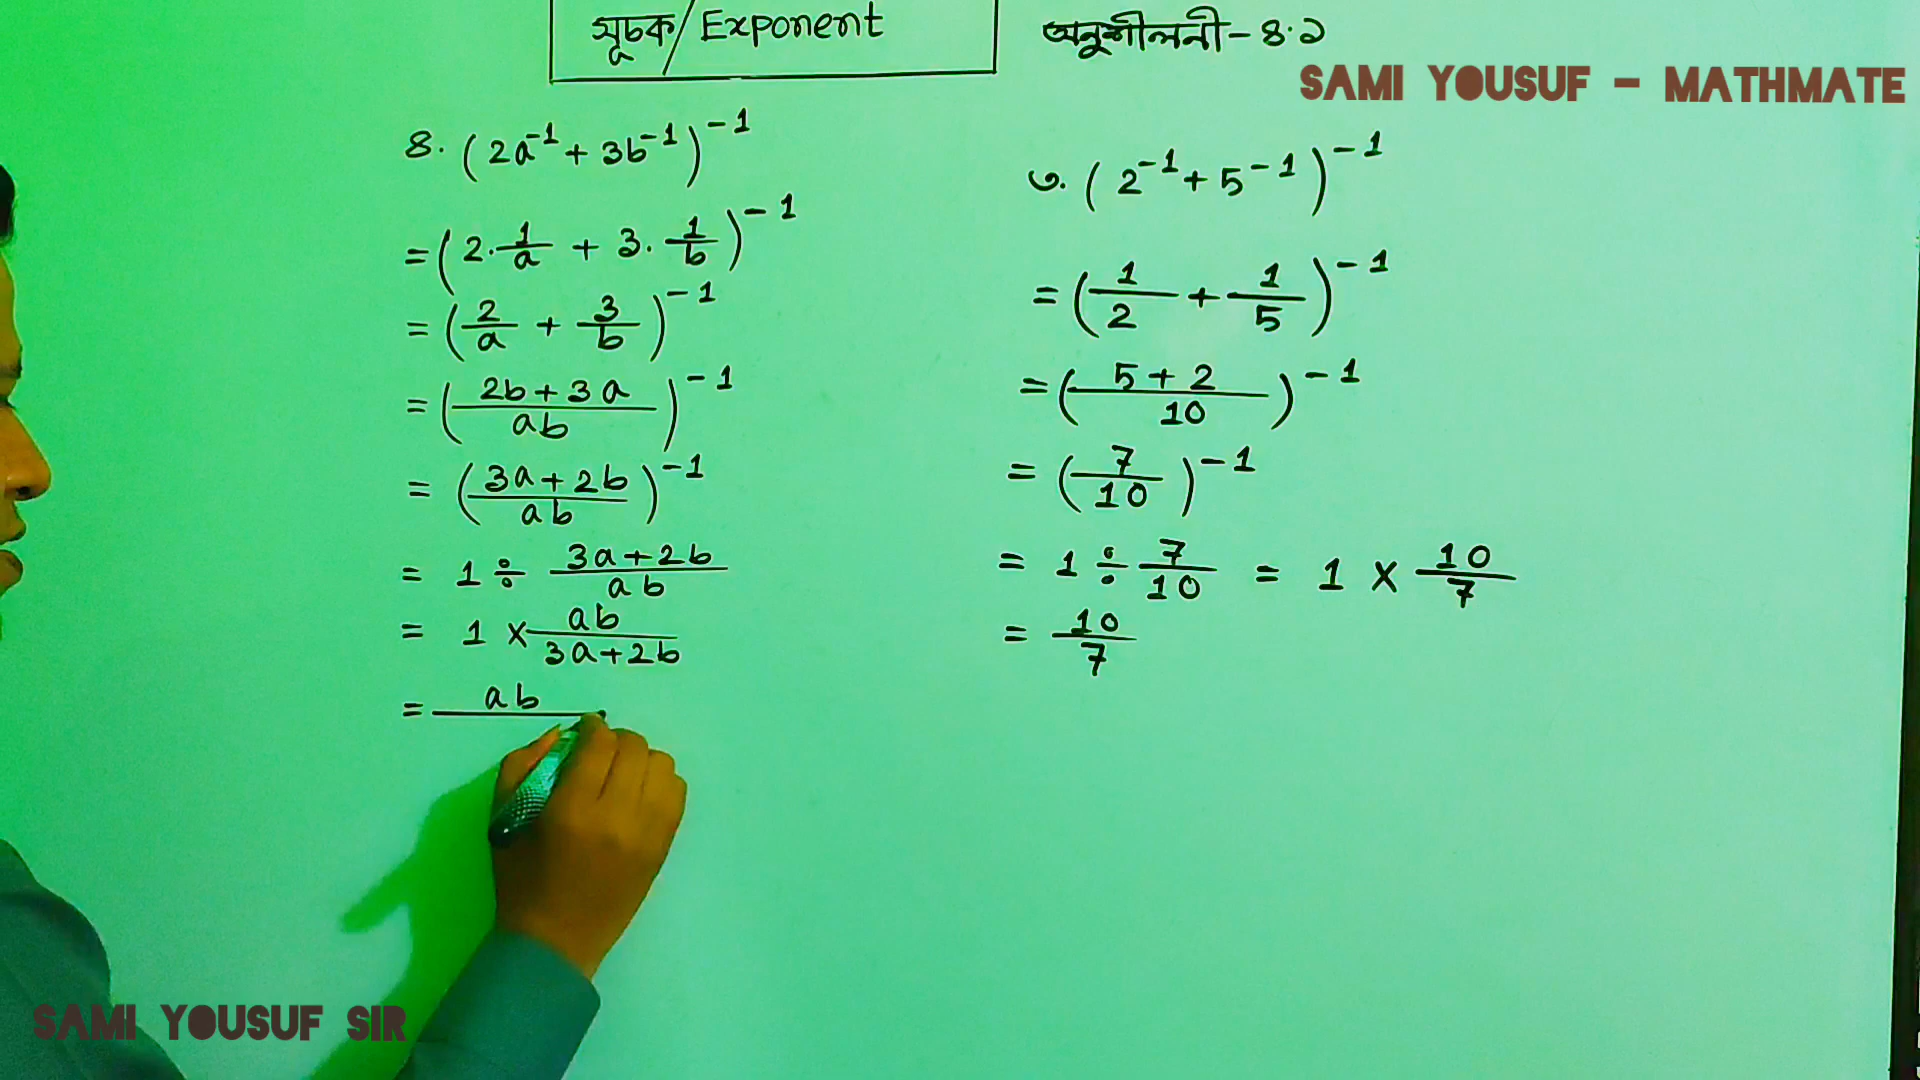 সূচক/Exponent
অনুশীলনী-৪.১
SAMI YOUSUF - MATHMATE
৪. (2a⁻¹ + 3b⁻¹)⁻¹
= (2·1/a + 3·1/b)⁻¹
= (2/a + 3/b)⁻¹
= ((2b+3a)/ab)⁻¹
= ((3a+2b)/ab)⁻¹
= 1 ÷ (3a+2b)/ab
= 1 × ab/(3a+2b)
= ab
৩. (2⁻¹ + 5⁻¹)⁻¹
= (1/2 + 1/5)⁻¹
= ((5+2)/10)⁻¹
= (7/10)⁻¹
= 1 ÷ 7/10 = 1 × 10/7
= 10/7
SAMI YOUSUF SIR